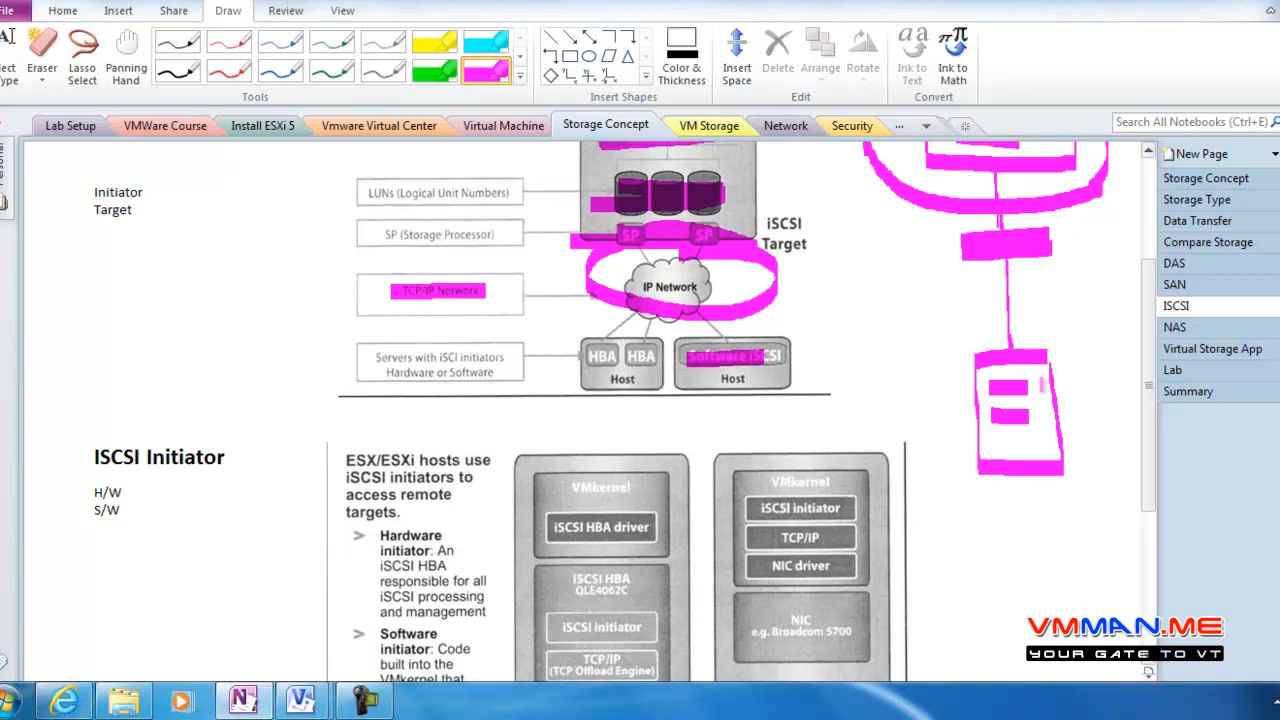 File Home Insert Share Draw Review View
Eraser Lasso Select Panning Hand
Color & Thickness
Insert Space Delete Arrange Rotate
Ink to Text Ink to Math
Tools Insert Shapes Edit Convert
Lab Setup VMWare Course Install ESXi 5 Vmware Virtual Center Virtual Machine Storage Concept VM Storage Network Security ...
Search All Notebooks (Ctrl+E)
New Page
Storage Concept
Storage Type
Data Transfer
Compare Storage
DAS
SAN
ISCSI
NAS
Virtual Storage App
Lab
Summary
Initiator
Target
LUNs (Logical Unit Numbers)
SP (Storage Processor)
TCP/IP Network
Servers with iSCI initiators
Hardware or Software
SP SP
iSCSI
Target
IP Network
HBA HBA
Host
Software iSCSI
Host
ISCSI Initiator
H/W
S/W
ESX/ESXi hosts use
iSCSI initiators to
access remote
targets.
> Hardware
initiator: An
iSCSI HBA
responsible for all
iSCSI processing
and management
> Software
initiator: Code
built into the
VMkernel that
VMkernel
iSCSI HBA driver
iSCSI HBA
QLE4062C
iSCSI initiator
TCP/IP
(TCP Offload Engine)
VMkernel
iSCSI initiator
TCP/IP
NIC driver
NIC
e.g. Broadcom 5700
VMMAN.ME
YOUR GATE TO VT